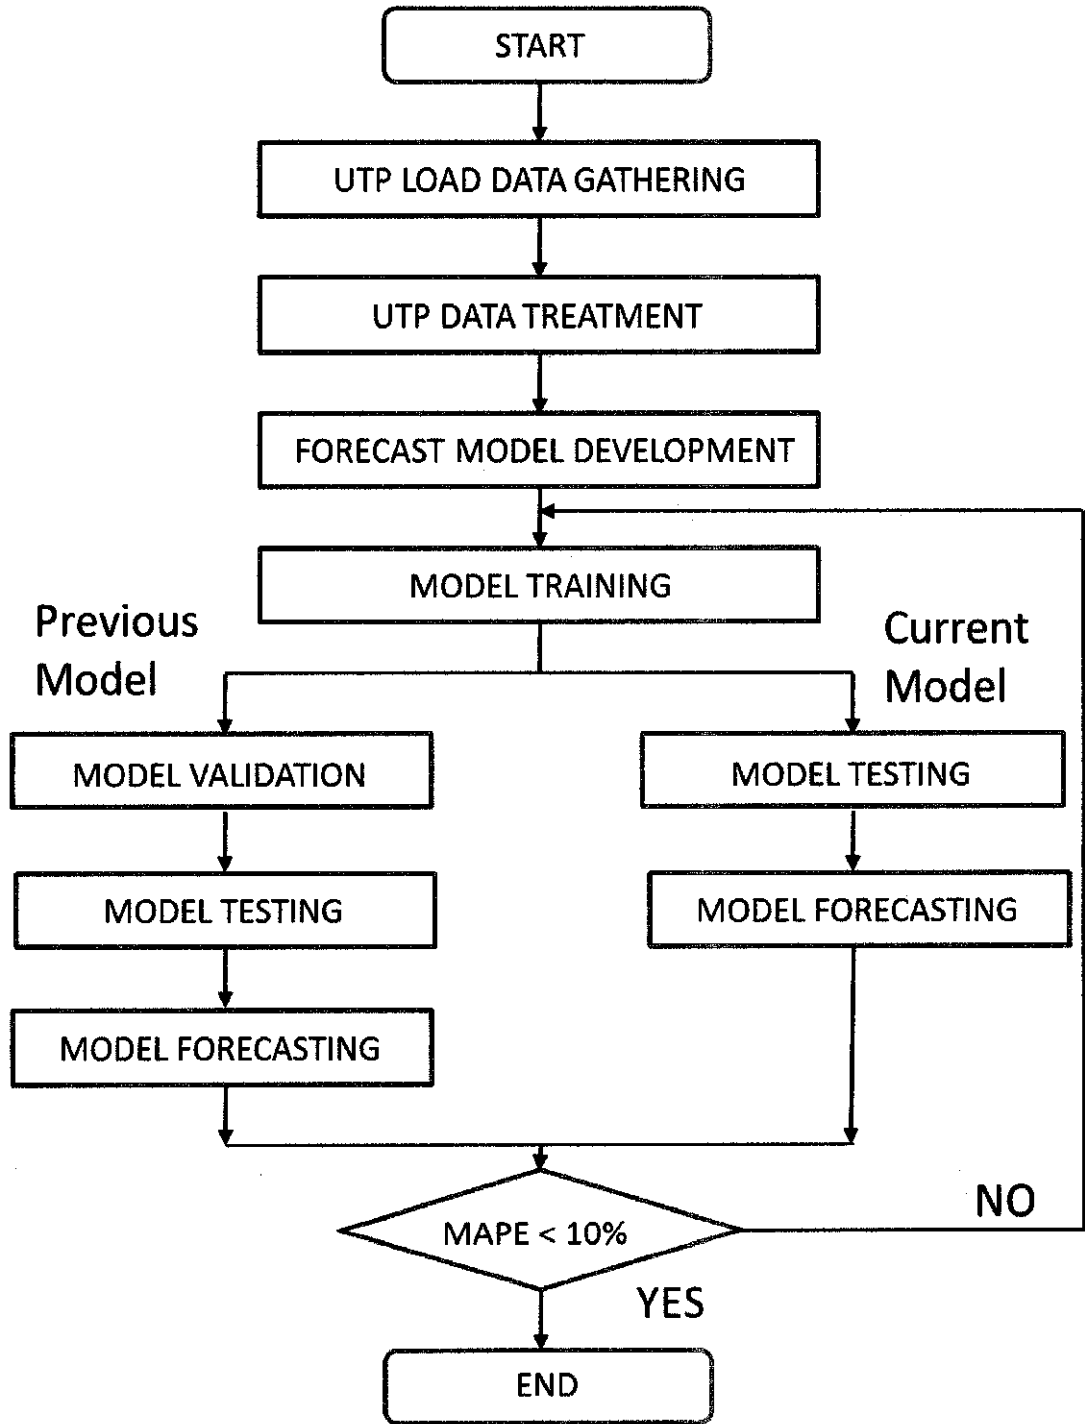 START
UTP LOAD DATA GATHERING
UTP DATA TREATMENT
FORECAST MODEL DEVELOPMENT
MODEL TRAINING
Previous
Model
Current
Model
MODEL VALIDATION
MODEL TESTING
MODEL TESTING
MODEL FORECASTING
MODEL FORECASTING
MAPE < 10%
NO
YES
END